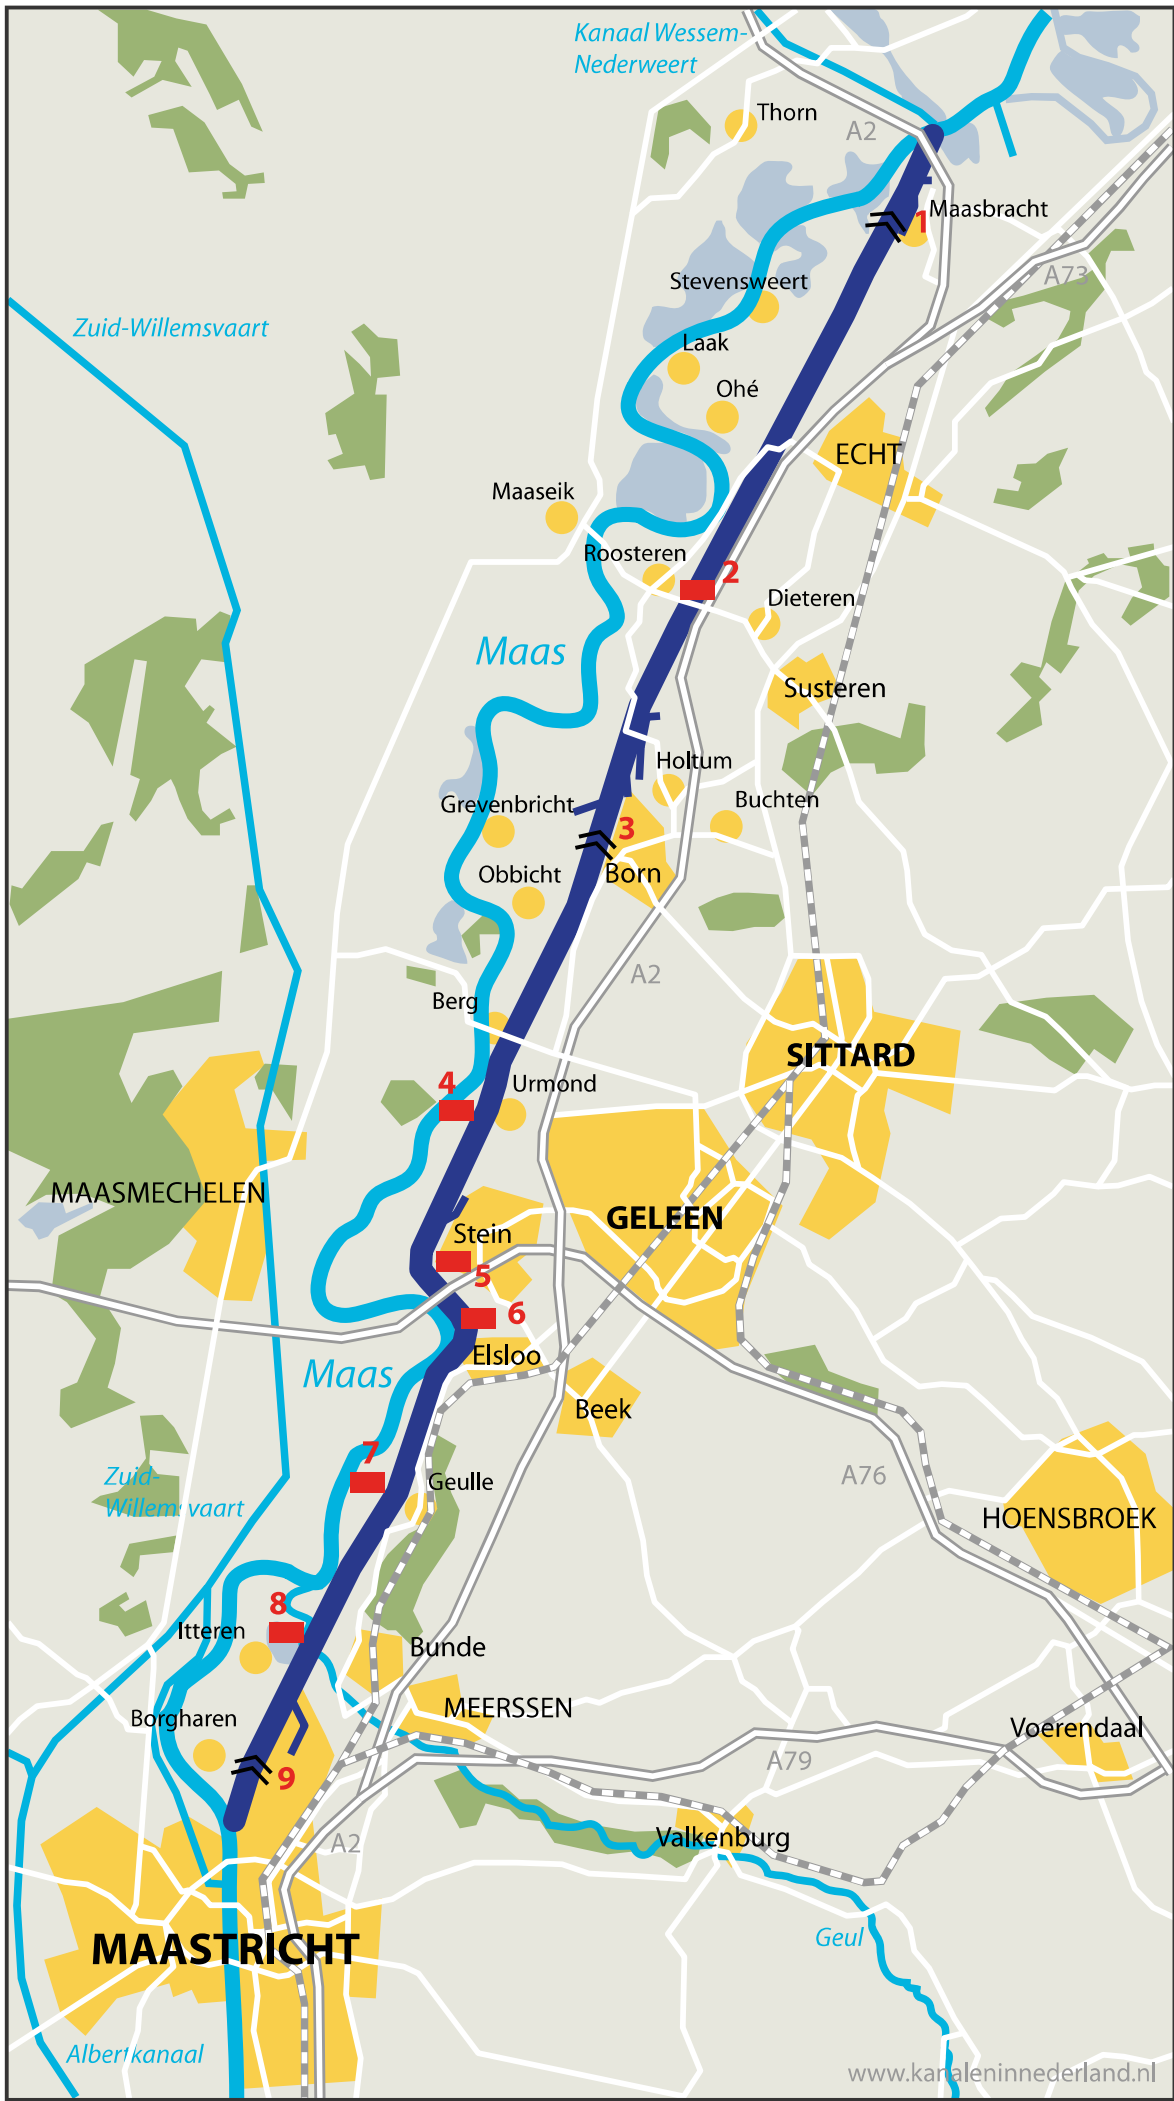 Kanaal Wessem-
Nederweert
Thorn
A2
Maasbracht
1
A73
Stevensweert
Zuid-Willemsvaart
Laak
Ohé
ECHT
Maaseik
Roosteren
2
Dieteren
Maas
Susteren
Holtum
Buchten
Grevenbricht
3
Born
Obbicht
A2
Berg
SITTARD
4
Urmond
MAASMECHELEN
GELEEN
Stein
5
6
Elsloo
Maas
Beek
7
Geulle
A76
Zuid-
Willemsvaart
HOENSBROEK
8
Itteren
Bunde
MEERSSEN
Borgharen
Voerendaal
A79
9
A2
Valkenburg
MAASTRICHT
Geul
Albertkanaal
www.kanaleninnederland.nl